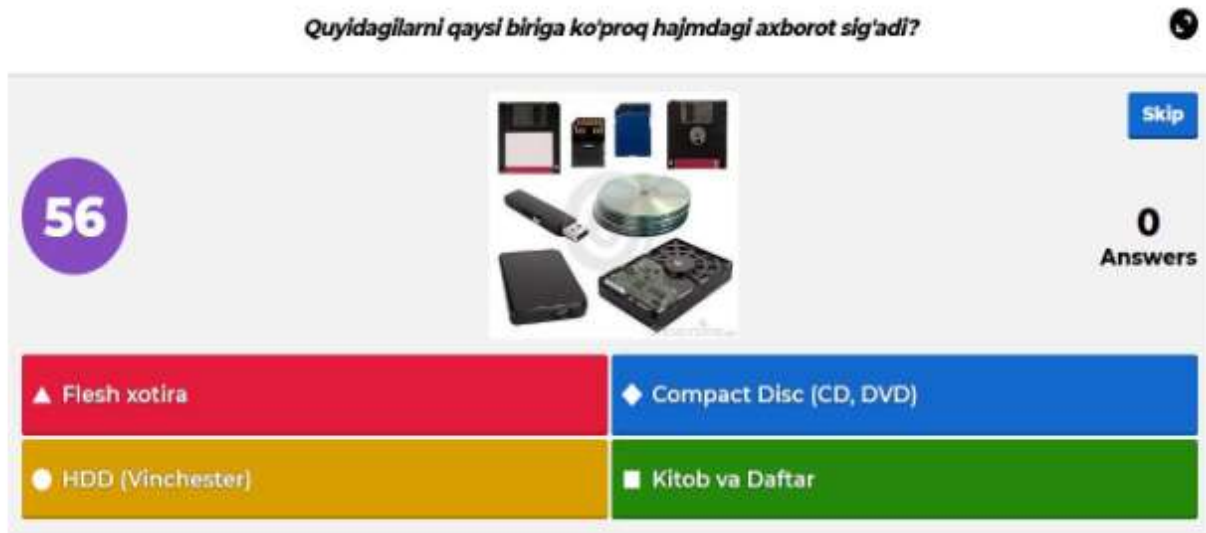 Quyidagilarni qaysi biriga ko'proq hajmdagi axborot sig'adi?
Skip
56
0
Answers
Flesh xotira
Compact Disc (CD, DVD)
HDD (Vinchester)
Kitob va Daftar